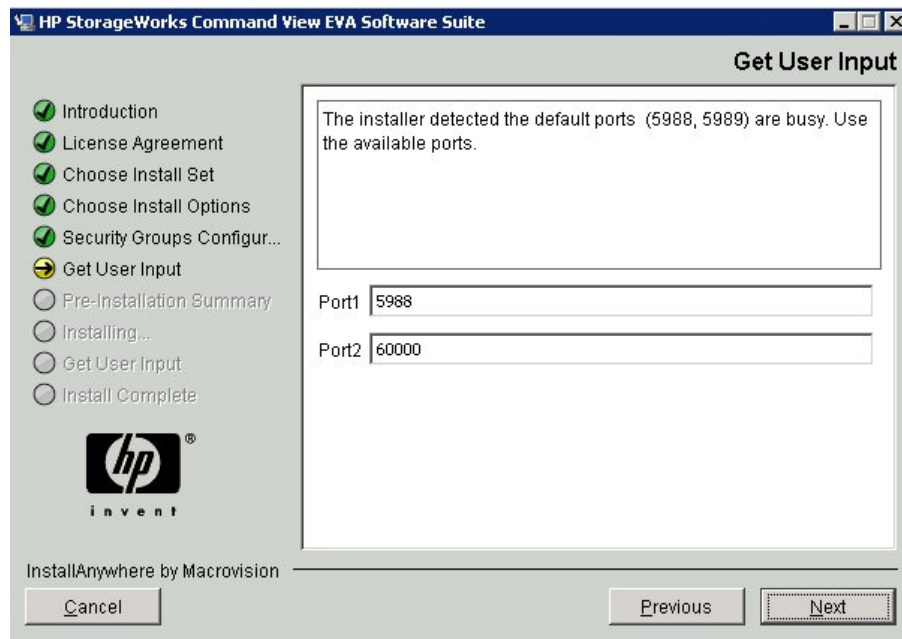 HP StorageWorks Command View EVA Software Suite
Get User Input
Introduction
License Agreement
Choose Install Set
Choose Install Options
Security Groups Configur...
Get User Input
Pre-Installation Summary
Installing...
Get User Input
Install Complete
hp®
invent
The installer detected the default ports (5988, 5989) are busy. Use
the available ports.
Port1 5988
Port2 60000
InstallAnywhere by Macrovision
Cancel
Previous
Next